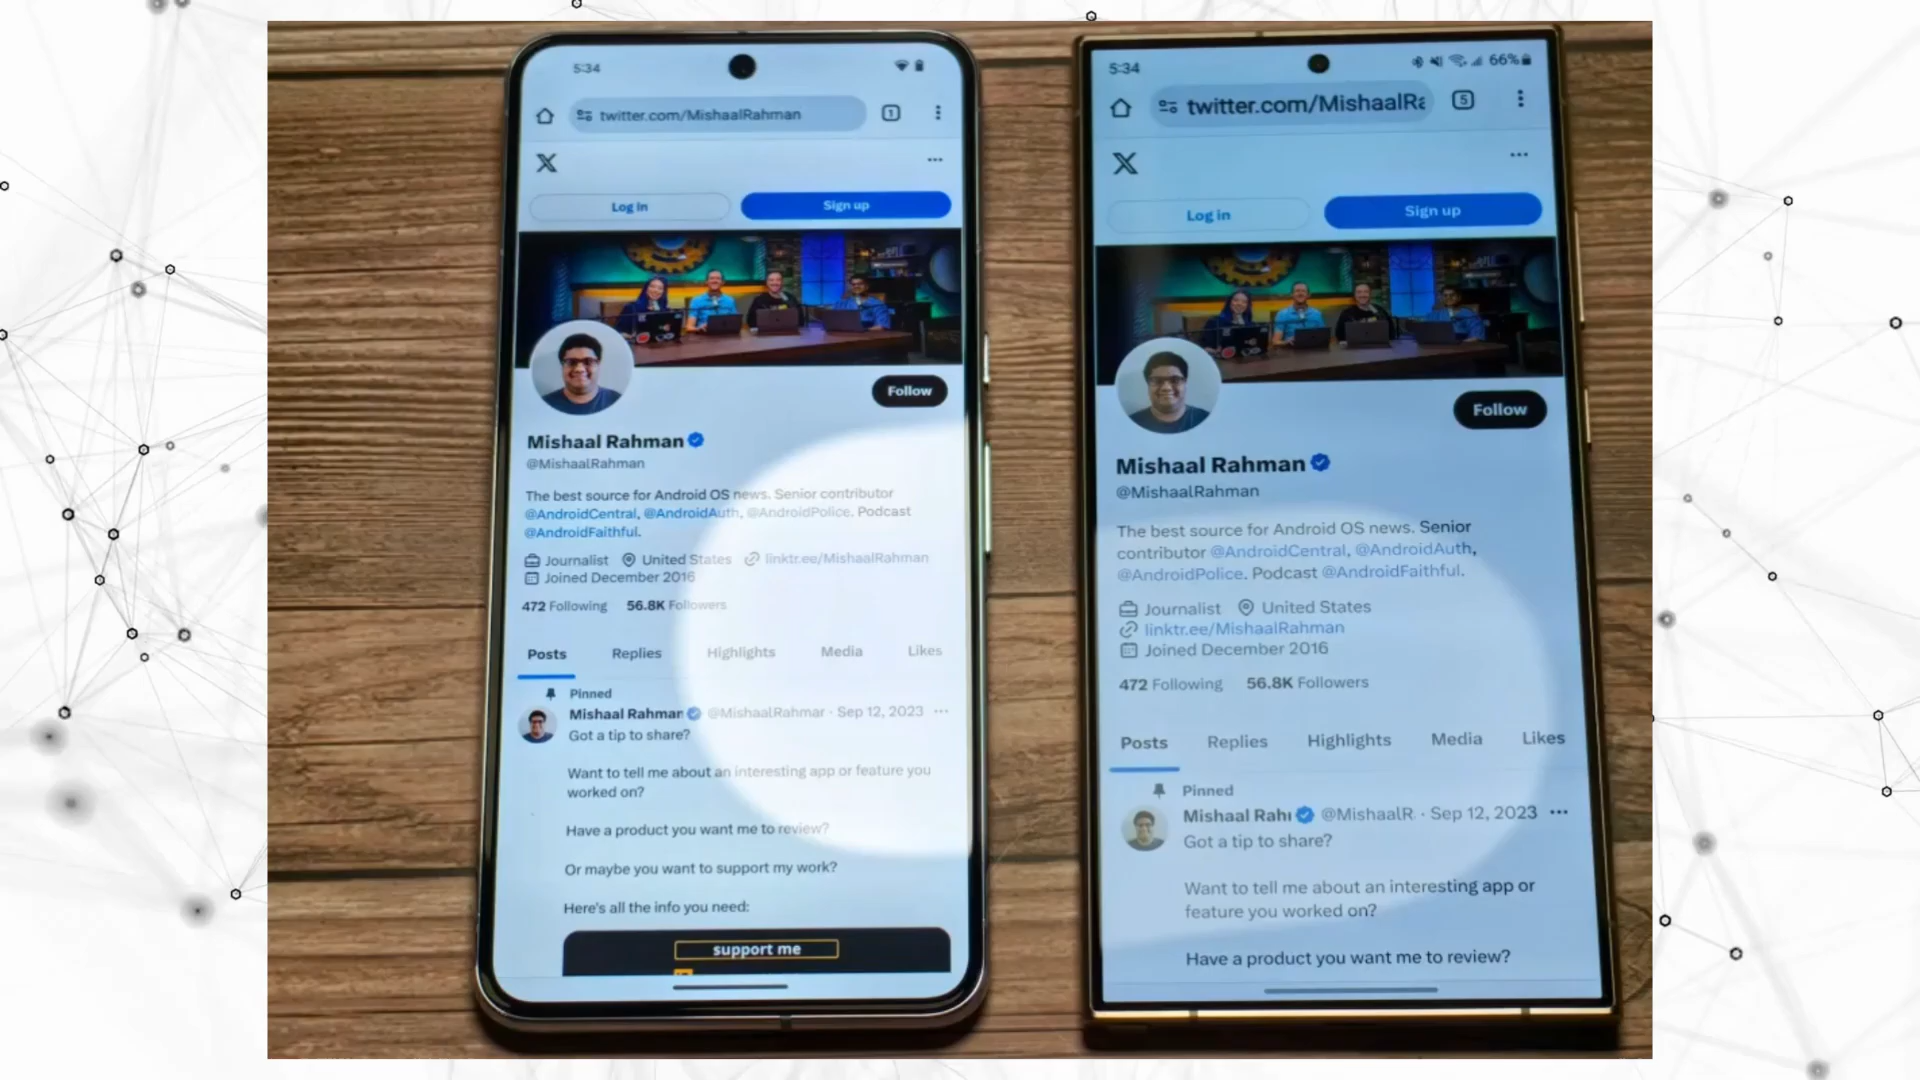 5:34
twitter.com/MishaalRahman
1
X
Log in
Sign up
Follow
Mishaal Rahman
@MishaalRahman
The best source for Android OS news. Senior contributor
@AndroidCentral, @AndroidAuth, @AndroidPolice. Podcast
@AndroidFaithful.
Journalist United States linktr.ee/MishaalRahman
Joined December 2016
472 Following 56.8K Followers
Posts Replies Highlights Media Likes
Pinned
Mishaal Rahman @MishaalRahmar · Sep 12, 2023 ...
Got a tip to share?
Want to tell me about an interesting app or feature you
worked on?
Have a product you want me to review?
Or maybe you want to support my work?
Here's all the info you need:
support me
5:34
66%
twitter.com/MishaalRa
5
X
Log in
Sign up
Follow
Mishaal Rahman
@MishaalRahman
The best source for Android OS news. Senior
contributor @AndroidCentral, @AndroidAuth,
@AndroidPolice. Podcast @AndroidFaithful.
Journalist United States
linktr.ee/MishaalRahman
Joined December 2016
472 Following 56.8K Followers
Posts Replies Highlights Media Likes
Pinned
Mishaal Rahı @MishaalR. · Sep 12, 2023 ...
Got a tip to share?
Want to tell me about an interesting app or
feature you worked on?
Have a product you want me to review?